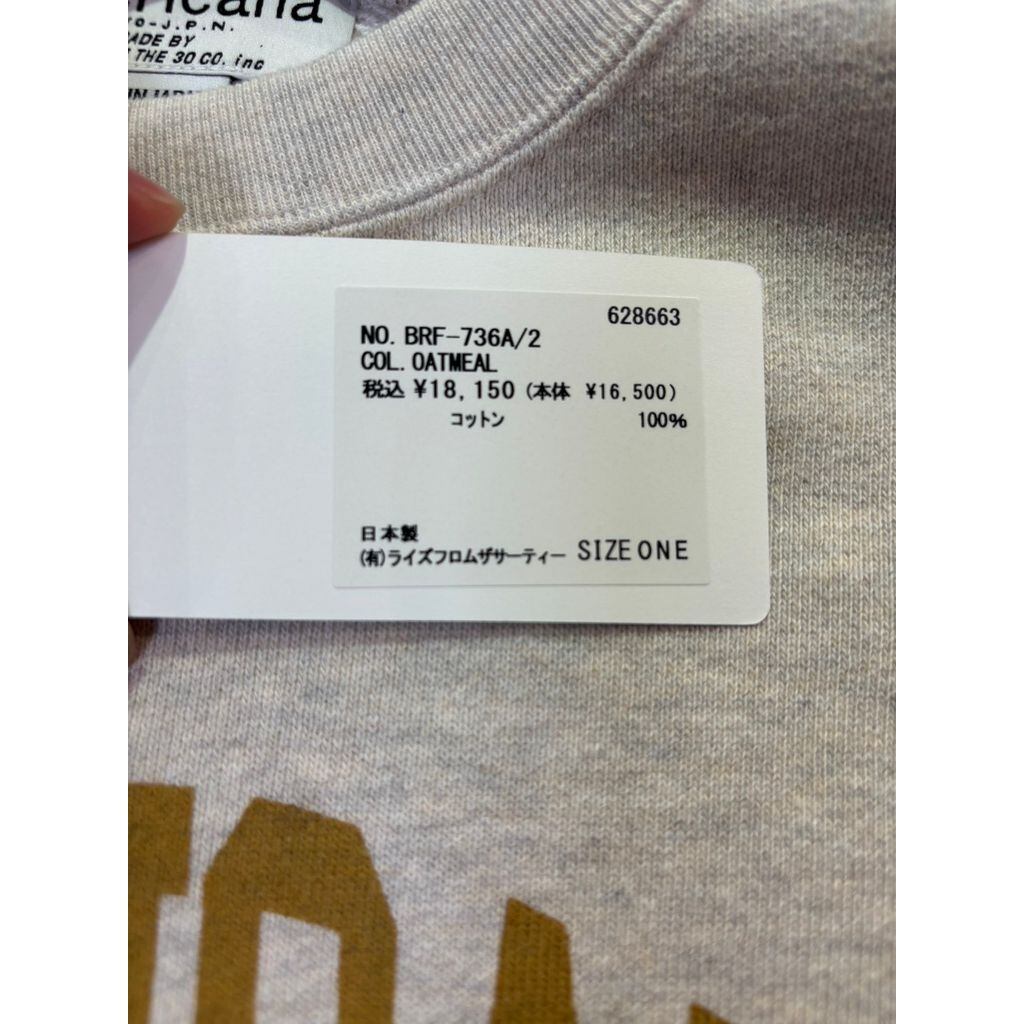 J.P.N.
MADE BY
THE 30 CO. inc
628663
NO. BRF-736A/2
COL. OATMEAL
税込 ¥18,150 (本体 ¥16,500)
コットン 100%
日本製
(有)ライズフロムザサーティー SIZE ONE